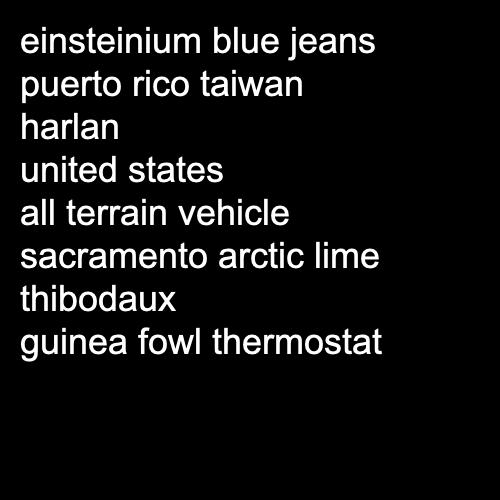 einsteinium blue jeans
puerto rico taiwan
harlan
united states
all terrain vehicle
sacramento arctic lime
thibodaux
guinea fowl thermostat